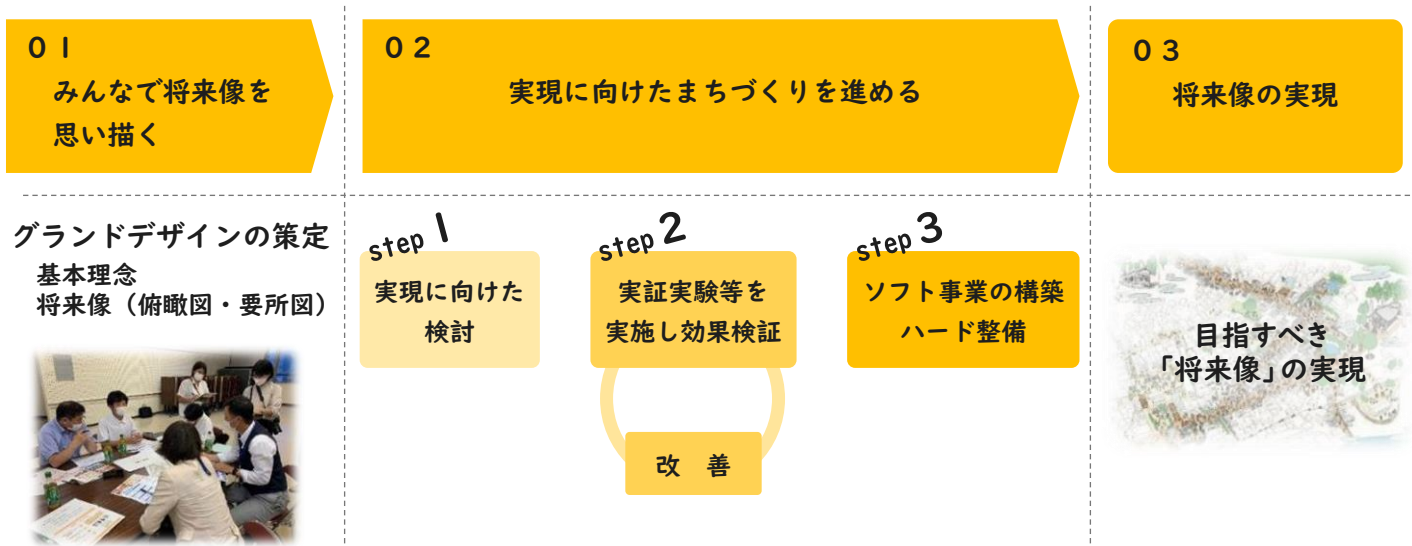 01
みんなで将来像を
思い描く
02
実現に向けたまちづくりを進める
03
将来像の実現
グランドデザインの策定
基本理念
将来像（俯瞰図・要所図）
step 1
実現に向けた
検討
step 2
実証実験等を
実施し効果検証
改　善
step 3
ソフト事業の構築
ハード整備
目指すべき
「将来像」の実現